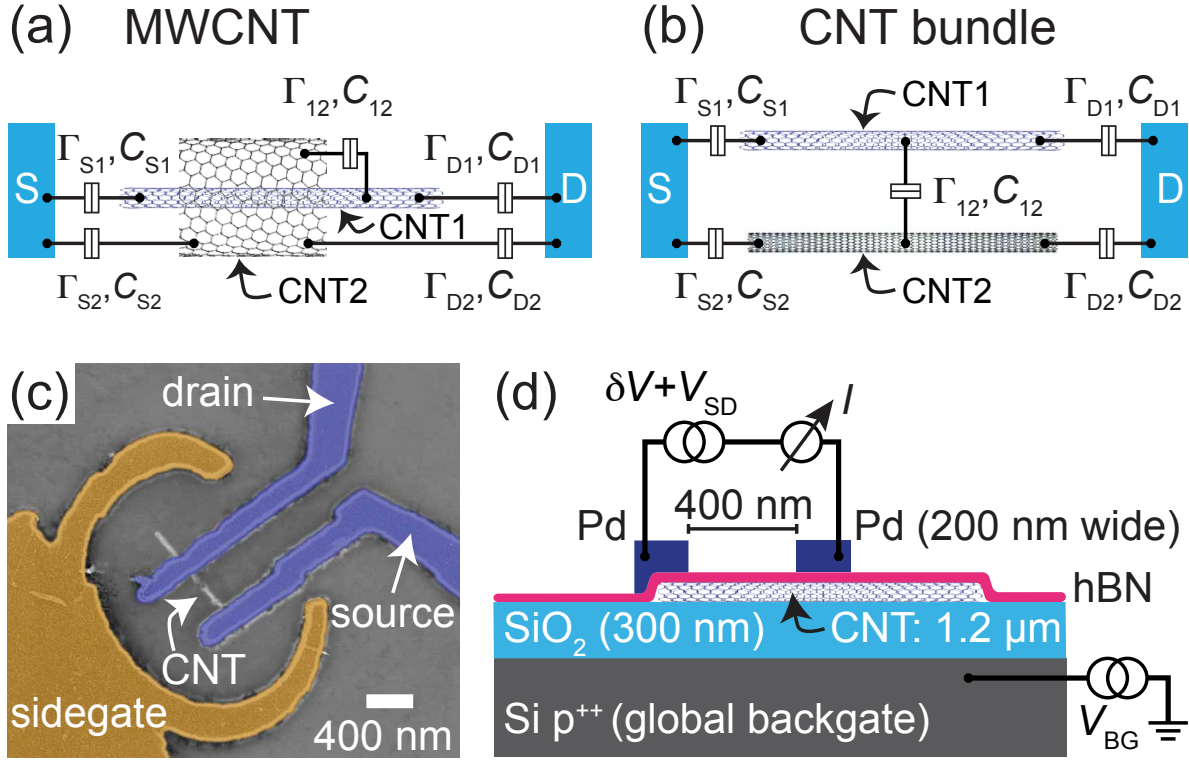 (a) MWCNT
Γ12,C12
ΓS1,CS1
ΓD1,CD1
S
D
CNT1
CNT2
ΓS2,CS2
ΓD2,CD2
(b) CNT bundle
ΓS1,CS1
CNT1
ΓD1,CD1
S
D
Γ12,C12
ΓS2,CS2
CNT2
ΓD2,CD2
(c)
drain
source
CNT
sidegate
400 nm
(d)
δV+VSD
I
400 nm
Pd
Pd (200 nm wide)
hBN
SiO2 (300 nm)
CNT: 1.2 µm
Si p++ (global backgate)
VBG